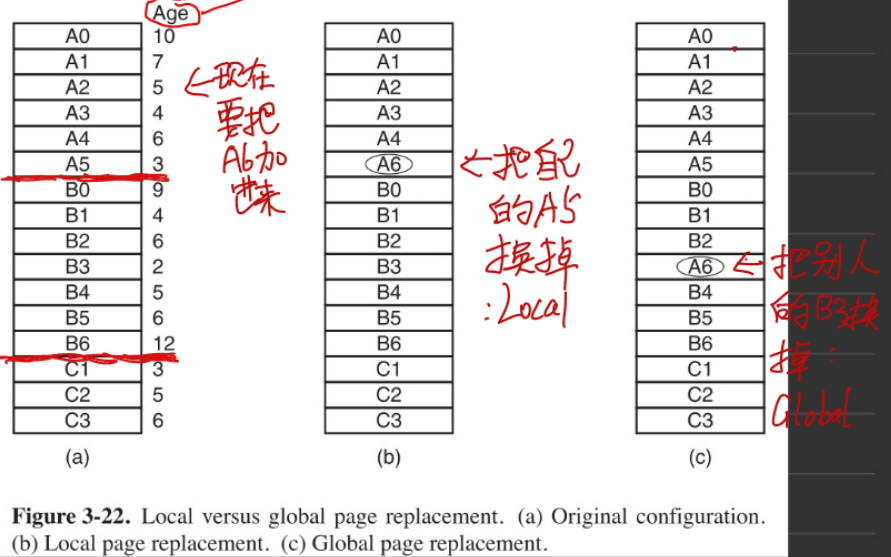 Age
A0 10
A1 7
A2 5
A3 4
A4 6
A5 3
B0 9
B1 4
B2 6
B3 2
B4 5
B5 6
B6 12
C1 3
C2 5
C3 6
(a)
←现在
要把
A6加
进来
A0
A1
A2
A3
A4
A6
B0
B1
B2
B3
B4
B5
B6
C1
C2
C3
(b)
←把自己
的A5
换掉
:Local
A0
A1
A2
A3
A4
A5
B0
B1
B2
A6
B4
B5
B6
C1
C2
C3
(c)
←把别人
的B3换
掉:
Global
Figure 3-22. Local versus global page replacement. (a) Original configuration.
(b) Local page replacement. (c) Global page replacement.